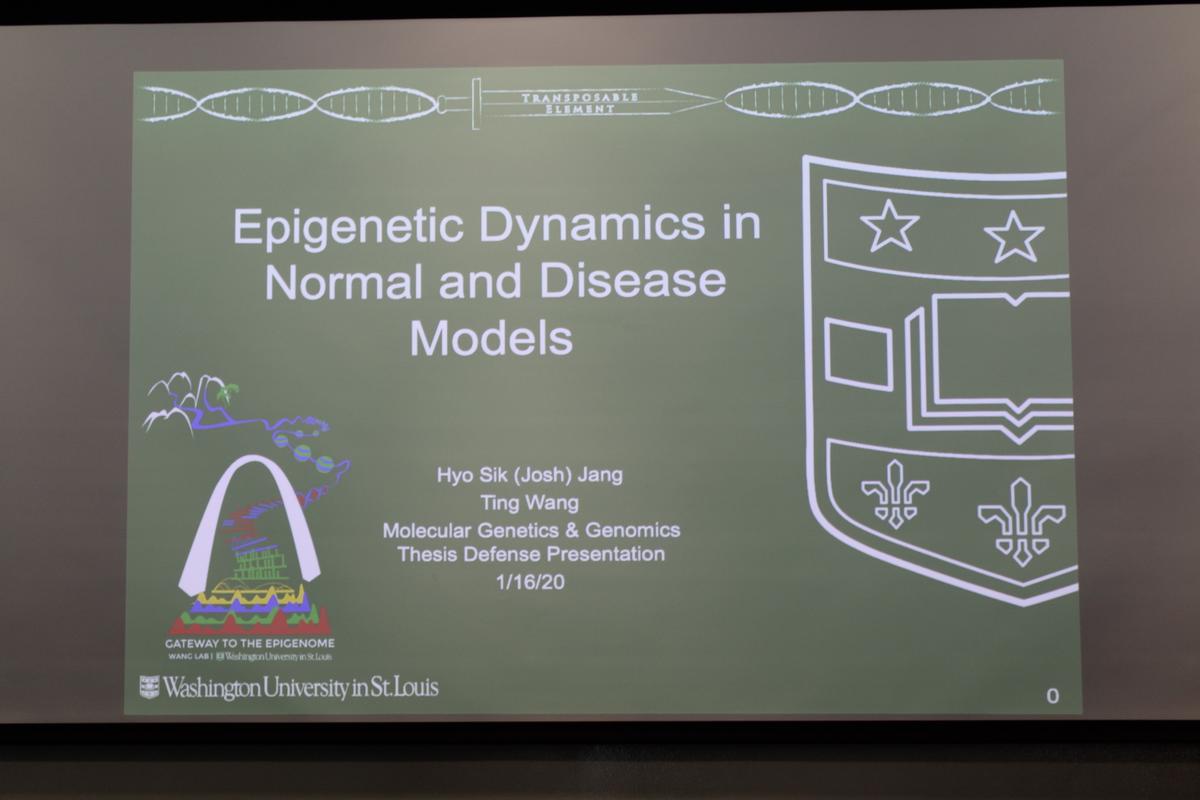 TRANSPOSABLE
ELEMENT
Epigenetic Dynamics in
Normal and Disease
Models
Hyo Sik (Josh) Jang
Ting Wang
Molecular Genetics & Genomics
Thesis Defense Presentation
1/16/20
GATEWAY TO THE EPIGENOME
WANG LAB | Washington University in St. Louis
Washington University in St. Louis
0